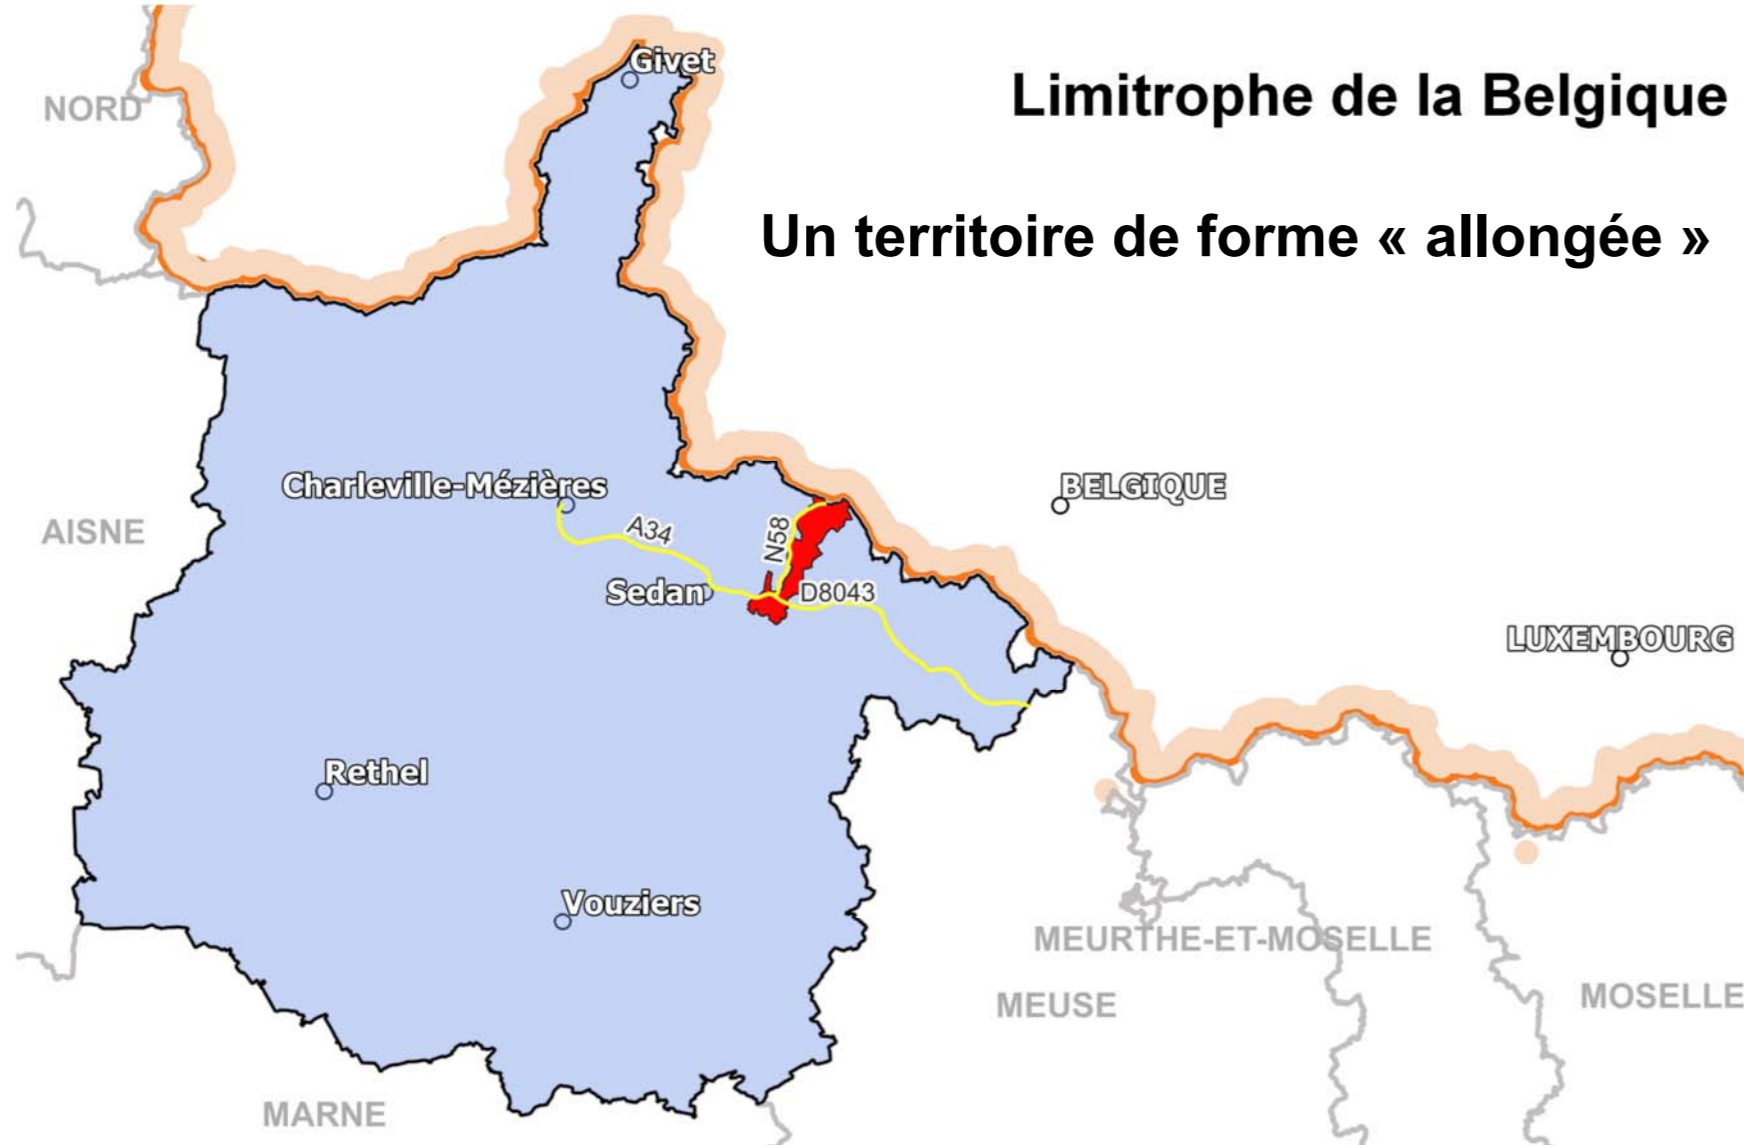 Givet
Limitrophe de la Belgique
NORD
Un territoire de forme « allongée »
Charleville-Mézières
BELGIQUE
AISNE
A34
N58
Sedan
D8043
LUXEMBOURG
Rethel
Vouziers
MEURTHE-ET-MOSELLE
MEUSE
MOSELLE
MARNE